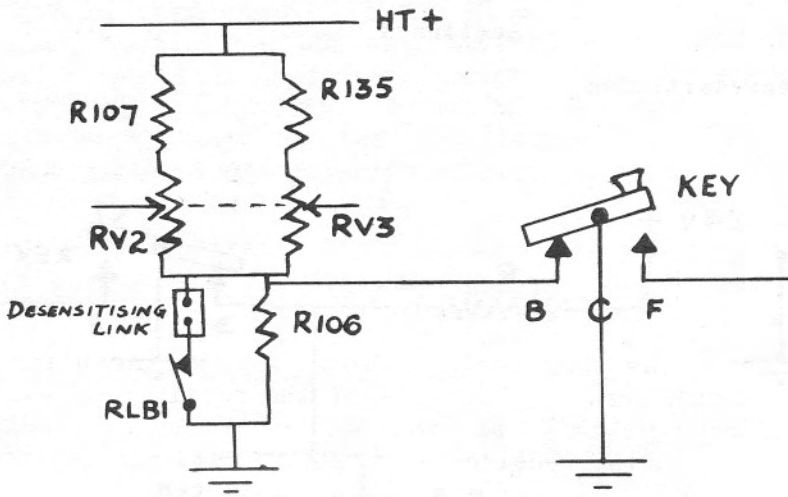 HT+
R107
R135
KEY
RV2
RV3
DESENSITISING
LINK
R106
B C F
RLB1